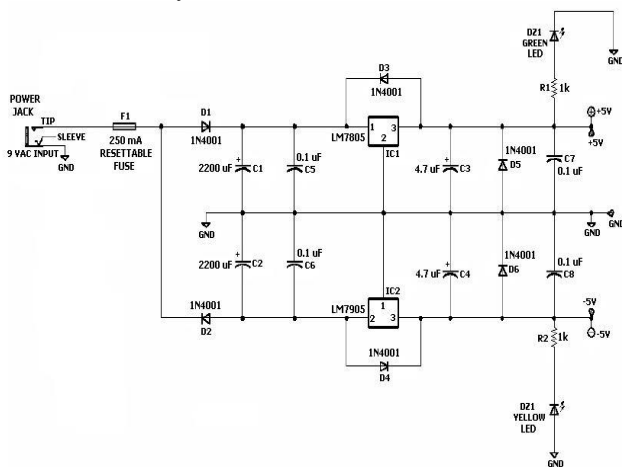 DZ1
GREEN
LED
GND
D3
1N4001
R1
1k
POWER
JACK
TIP
F1
D1
+5V
SLEEVE
250 mA
RESETTABLE
FUSE
1N4001
1
3
LM7805
2
IC1
+5V
9 VAC INPUT
GND
2200 uF
+
C1
0.1 uF
C5
4.7 uF
+
C3
1N4001
D5
C7
0.1 uF
GND
GND
GND
2200 uF
+
C2
0.1 uF
C6
4.7 uF
+
C4
1N4001
D6
0.1 uF
C8
1N4001
D2
LM7905
IC2
1
2
3
-5V
-5V
1N4001
D4
R2
1k
DZ1
YELLOW
LED
GND